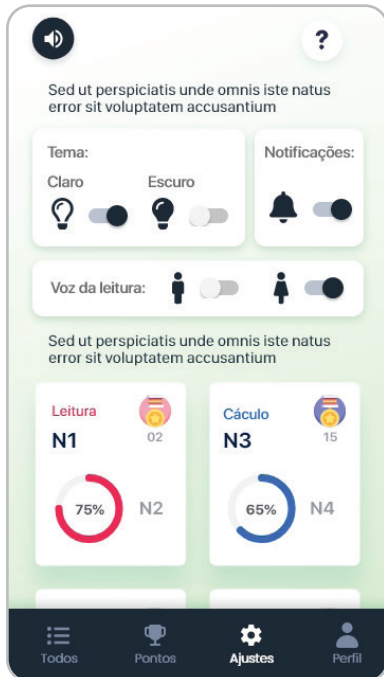 ?
Sed ut perspiciatis unde omnis iste natus
error sit voluptatem accusantium
Tema:
Claro
Escuro
Notificações:
Voz da leitura:
Sed ut perspiciatis unde omnis iste natus
error sit voluptatem accusantium
Leitura
N1
02
75%
N2
Cáculo
N3
15
65%
N4
Todos
Pontos
Ajustes
Perfil